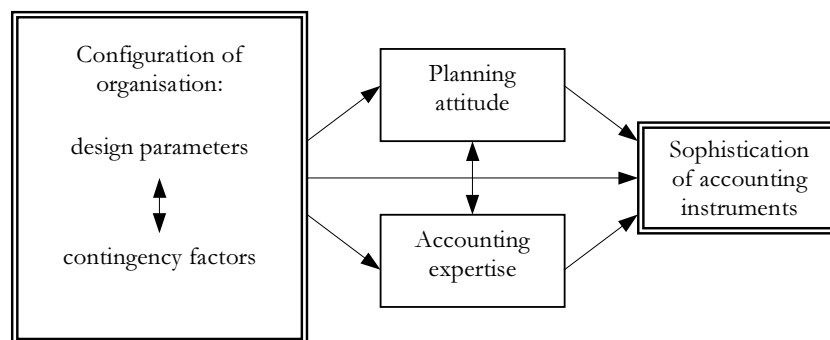 Configuration of
organisation:
design parameters
contingency factors
Planning
attitude
Accounting
expertise
Sophistication
of accounting
instruments